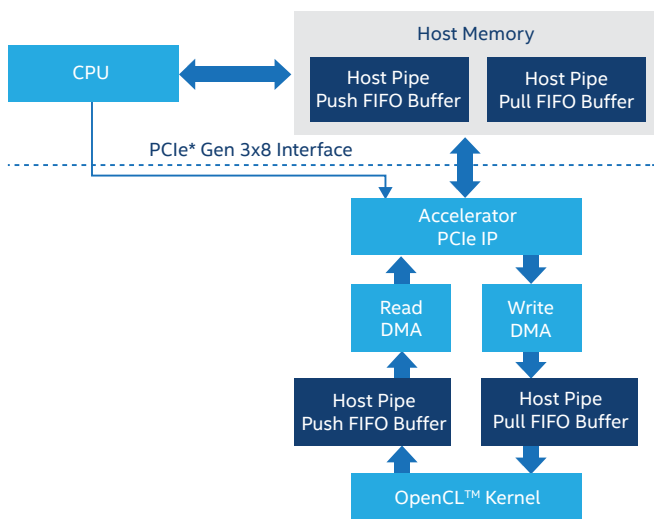 Host Memory
CPU
Host Pipe
Push FIFO Buffer
Host Pipe
Pull FIFO Buffer
PCIe* Gen 3x8 Interface
Accelerator
PCIe IP
Read
DMA
Write
DMA
Host Pipe
Push FIFO Buffer
Host Pipe
Pull FIFO Buffer
OpenCL™ Kernel